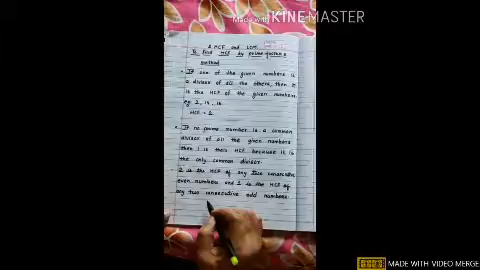 Made with KINEMASTER
2 HCF and LCM
To find HCF by prime factor's
method
If one of the given numbers is
a divisor of all the others, then it
is the HCF of the given numbers
eg
HCF =
If no prime number is a common
divisor of all the given numbers
then 1 is their HCF because it is
the only common divisor.
2 is the HCF of any two consecutive
even numbers and 1 is the HCF of
any two consecutive odd numbers.
MADE WITH VIDEO MERGE